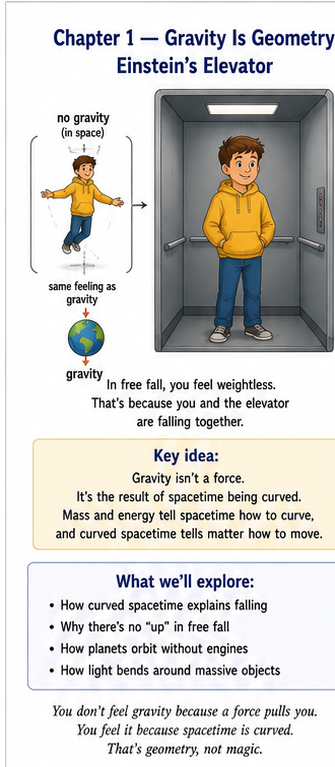 Chapter 1 — Gravity Is Geometry
Einstein's Elevator
no gravity
(in space)
same feeling as
gravity
gravity
In free fall, you feel weightless.
That's because you and the elevator
are falling together.
Key idea:
Gravity isn't a force.
It's the result of spacetime being curved.
Mass and energy tell spacetime how to curve,
and curved spacetime tells matter how to move.
What we'll explore:
• How curved spacetime explains falling
• Why there's no "up" in free fall
• How planets orbit without engines
• How light bends around massive objects
You don't feel gravity because a force pulls you.
You feel it because spacetime is curved.
That's geometry, not magic.